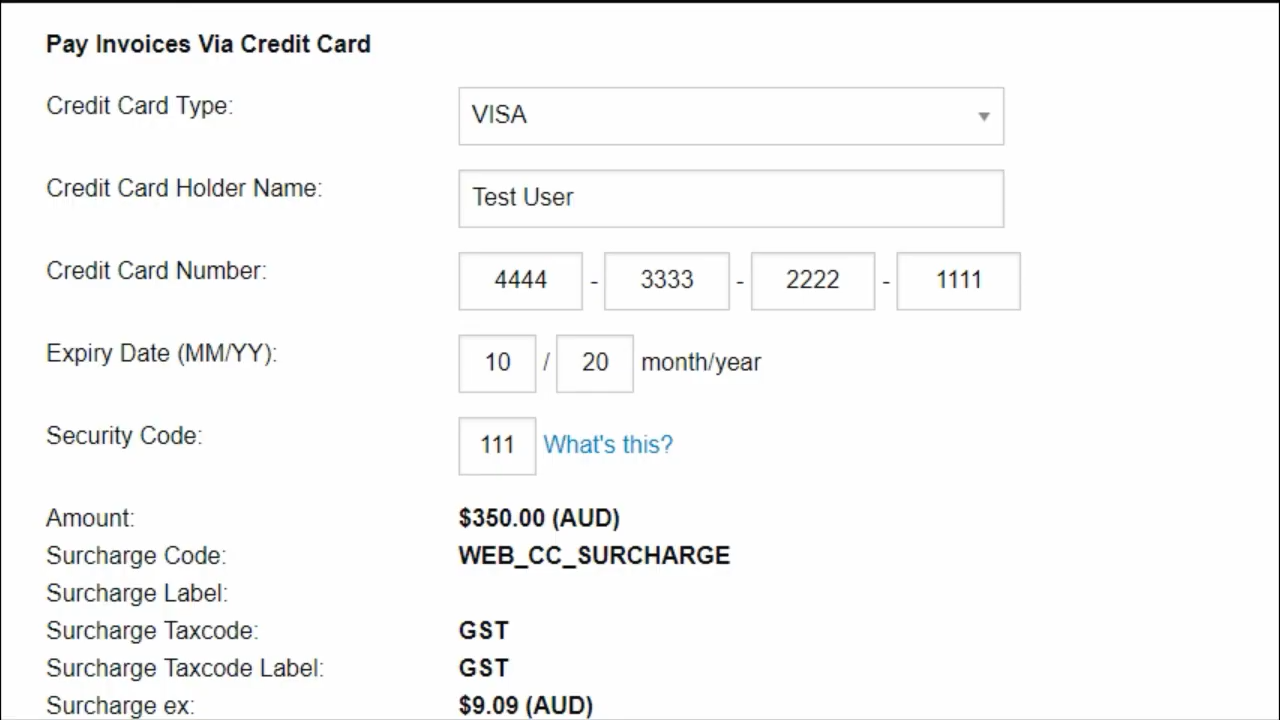 Pay Invoices Via Credit Card
Credit Card Type: VISA
Credit Card Holder Name: Test User
Credit Card Number: 4444 - 3333 - 2222 - 1111
Expiry Date (MM/YY): 10 / 20 month/year
Security Code: 111 What's this?
Amount: $350.00 (AUD)
Surcharge Code: WEB_CC_SURCHARGE
Surcharge Label:
Surcharge Taxcode: GST
Surcharge Taxcode Label: GST
Surcharge ex: $9.09 (AUD)